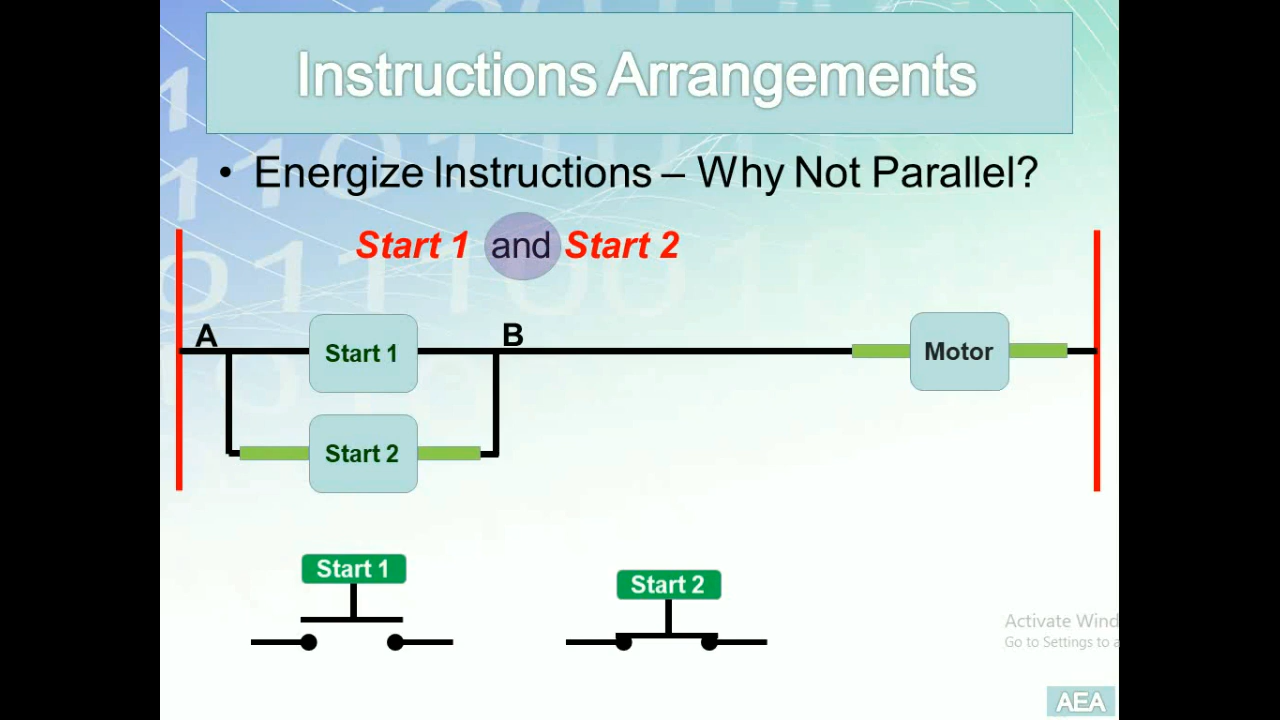 Instructions Arrangements
• Energize Instructions – Why Not Parallel?
Start 1 and Start 2
A
B
Start 1
Motor
Start 2
Start 1
Start 2
Activate Wind
Go to Settings to a
AEA